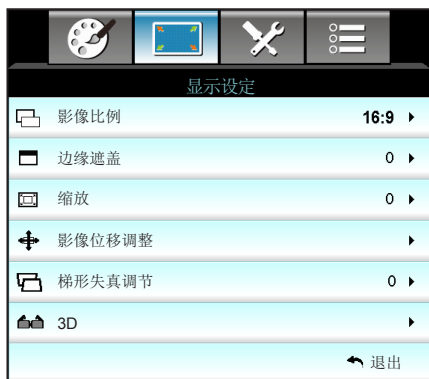 显示设定
影像比例 16:9
边缘遮盖 0
缩放 0
影像位移调整
梯形失真调节 0
3D
退出